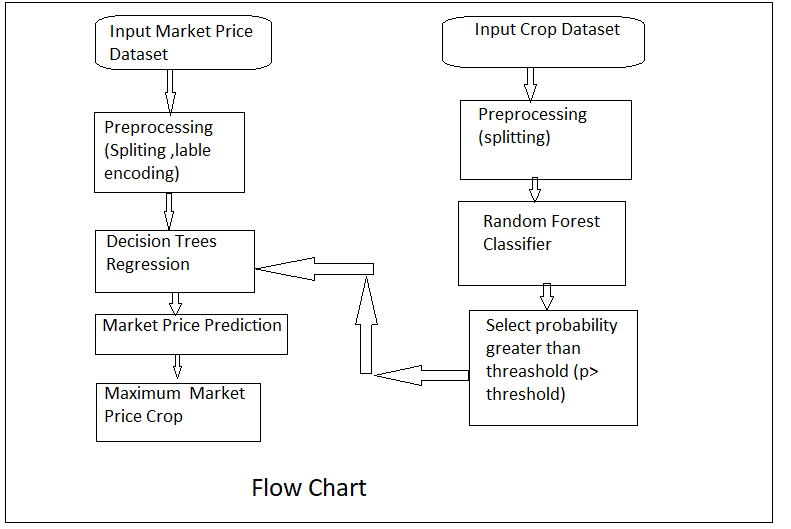 Input Market Price
Dataset
Preprocessing
(Spliting ,lable
encoding)
Decision Trees
Regression
Market Price Prediction
Maximum Market
Price Crop
Input Crop Dataset
Preprocessing
(splitting)
Random Forest
Classifier
Select probability
greater than
threashold (p>
threshold)
Flow Chart